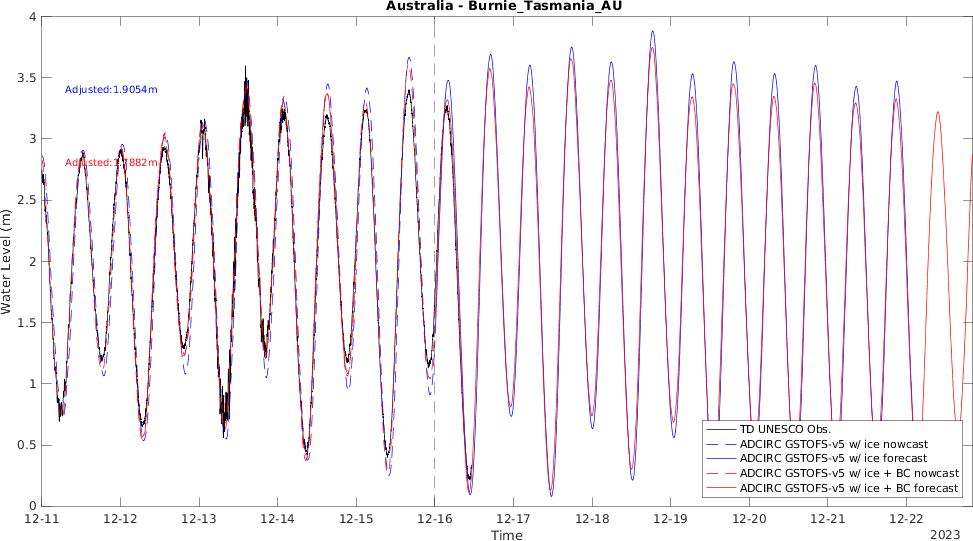 Australia - Burnie_Tasmania_AU
4
3.5
3
2.5
2
1.5
1
0.5
0
Water Level (m)
Adjusted:1.9054m
TD UNESCO Obs.
ADCIRC GSTOFS-v5 w/ ice nowcast
ADCIRC GSTOFS-v5 w/ ice forecast
ADCIRC GSTOFS-v5 w/ ice + BC nowcast
ADCIRC GSTOFS-v5 w/ ice + BC forecast
12-11 12-12 12-13 12-14 12-15 12-16 12-17 12-18 12-19 12-20 12-21 12-22
Time
2023